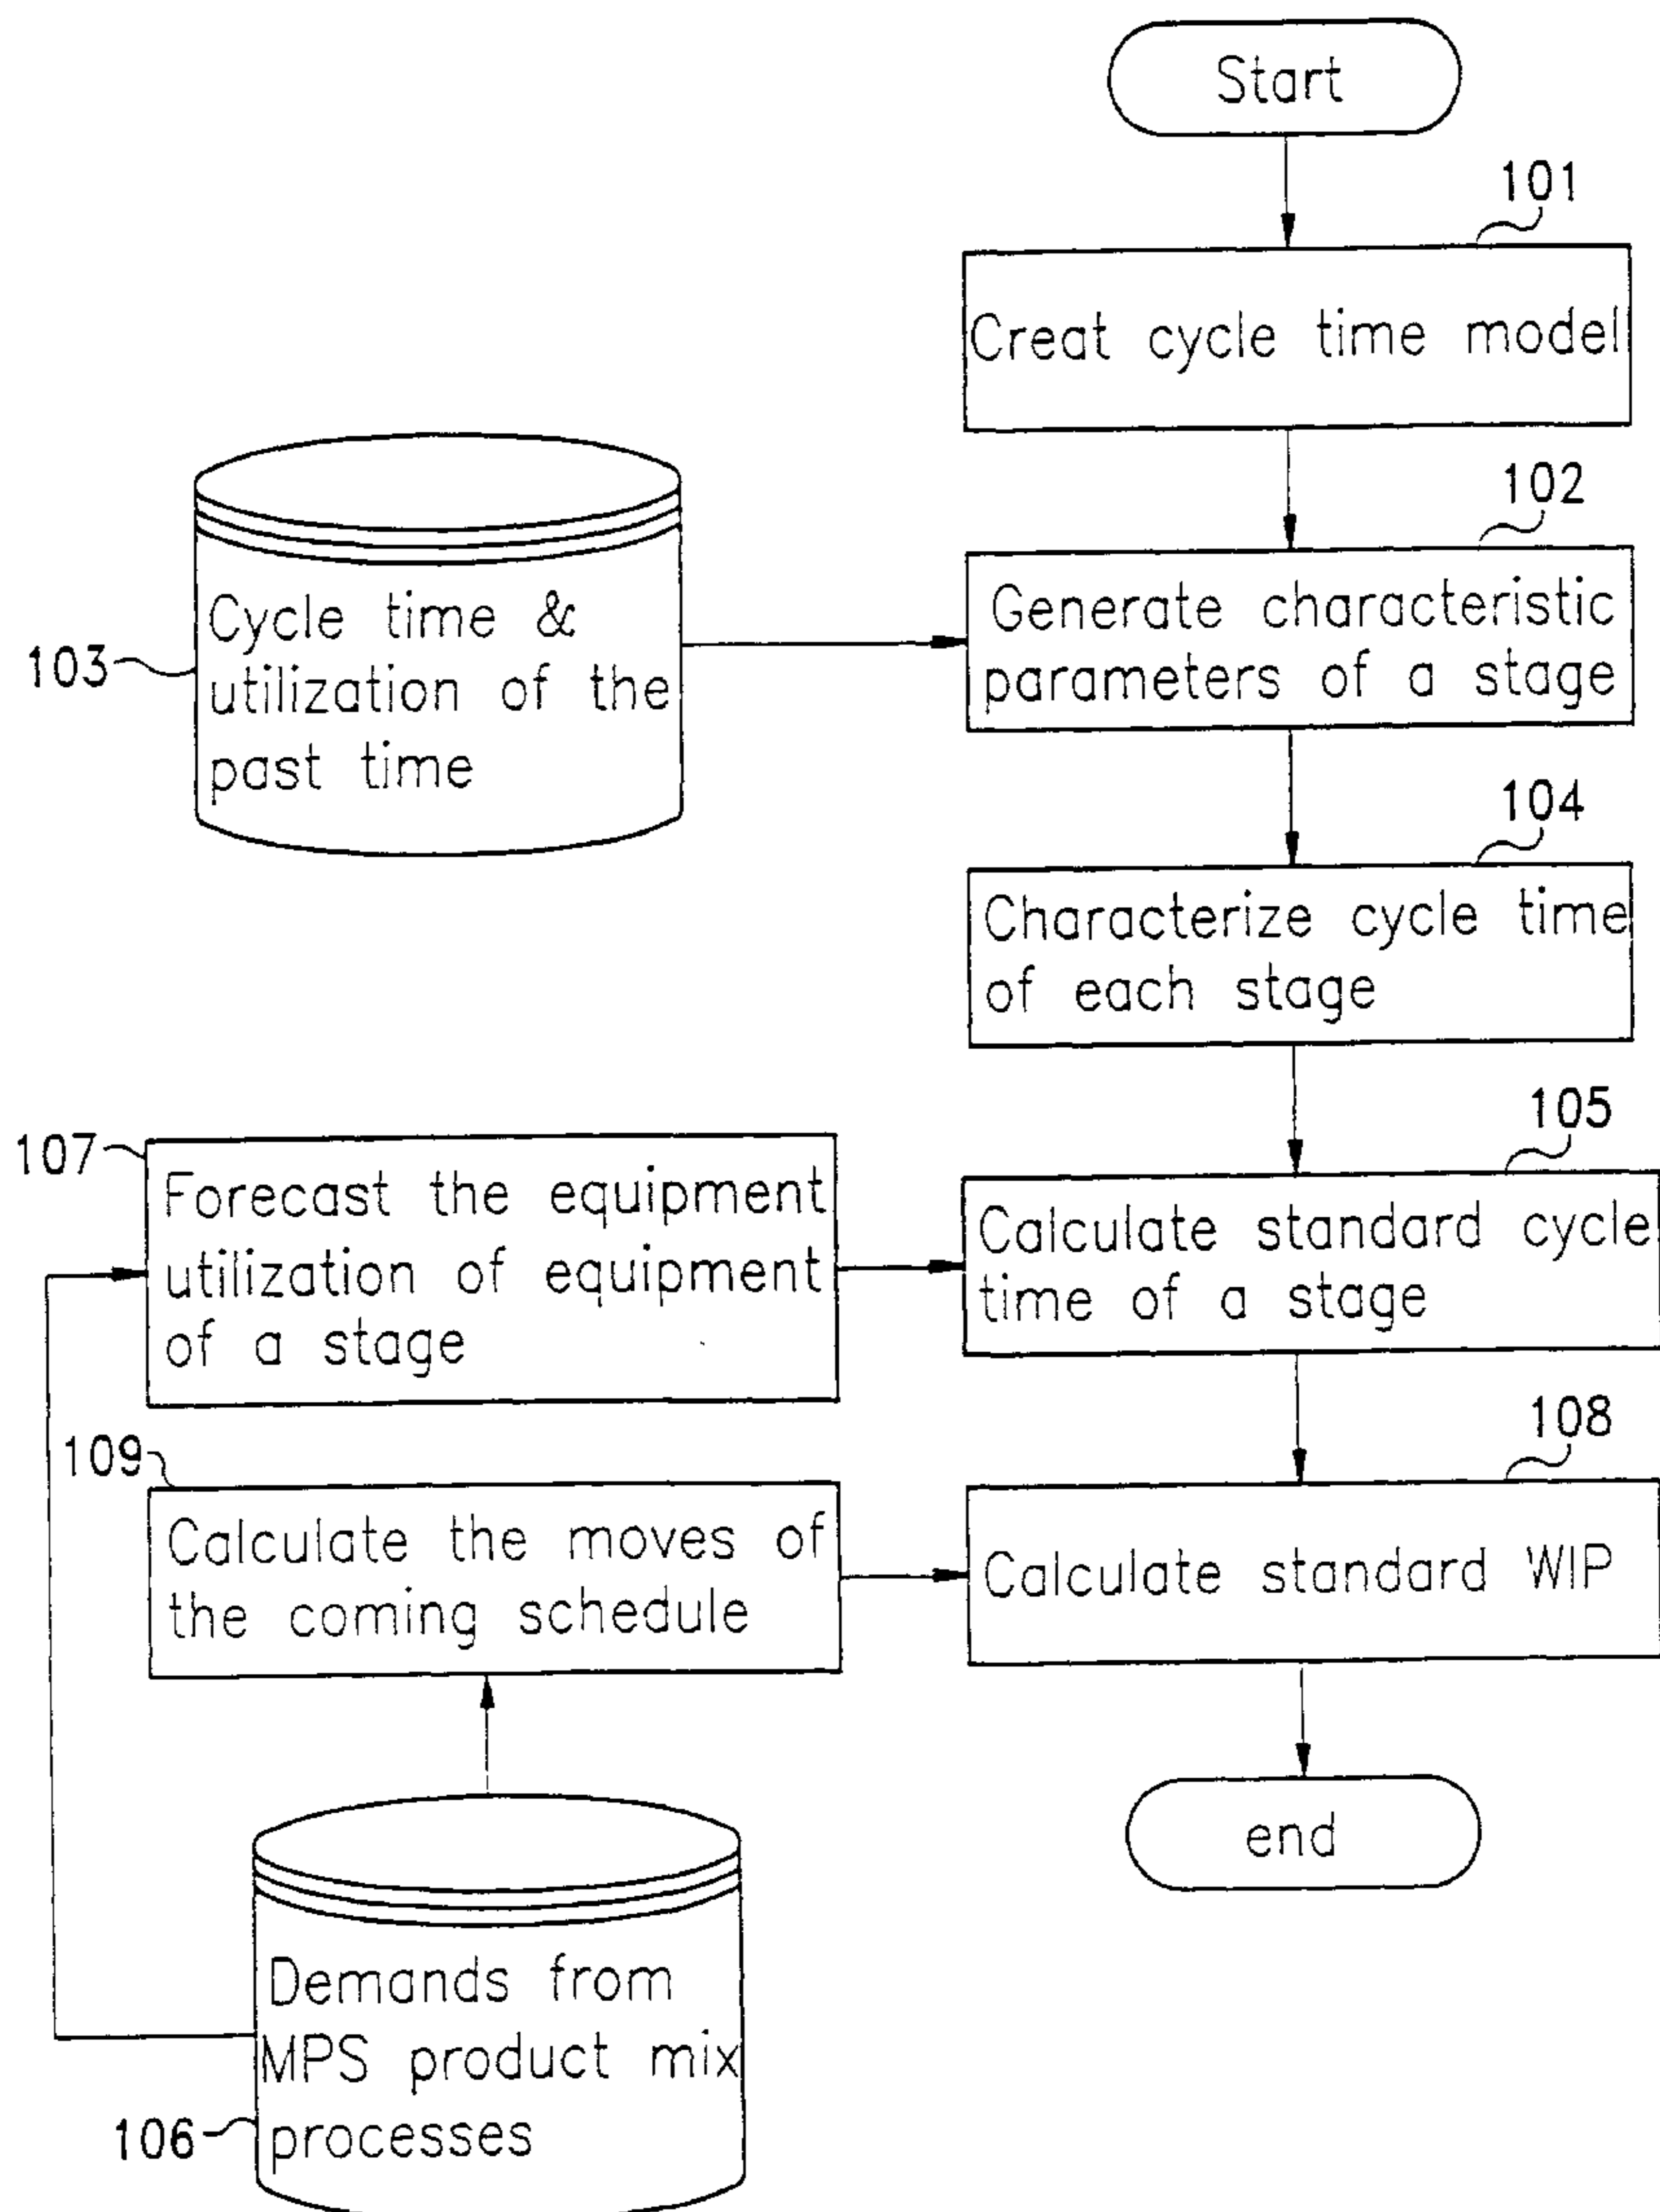 Start
101
Creat cycle time model
102
Generate characteristic
parameters of a stage
103
Cycle time &
utilization of the
past time
104
Characterize cycle time
of each stage
105
Calculate standard cycle
time of a stage
107
Forecast the equipment
utilization of equipment
of a stage
108
Calculate standard WIP
109
Calculate the moves of
the coming schedule
end
106
Demands from
MPS product mix
processes